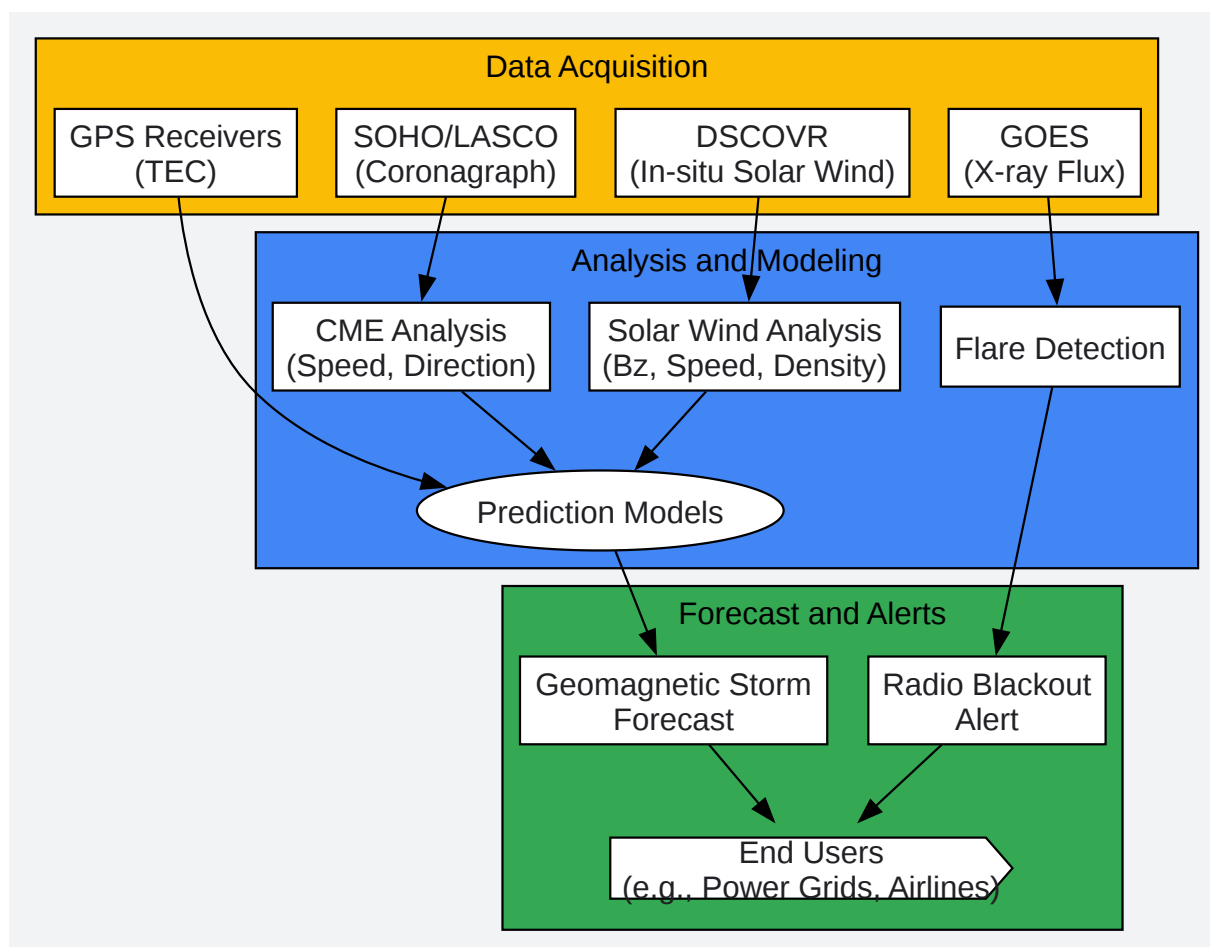 Data Acquisition
GPS Receivers
(TEC)
SOHO/LASCO
(Coronagraph)
DSCOVR
(In-situ Solar Wind)
GOES
(X-ray Flux)
Analysis and Modeling
CME Analysis
(Speed, Direction)
Solar Wind Analysis
(Bz, Speed, Density)
Flare Detection
Prediction Models
Forecast and Alerts
Geomagnetic Storm
Forecast
Radio Blackout
Alert
End Users
(e.g., Power Grids, Airlines)